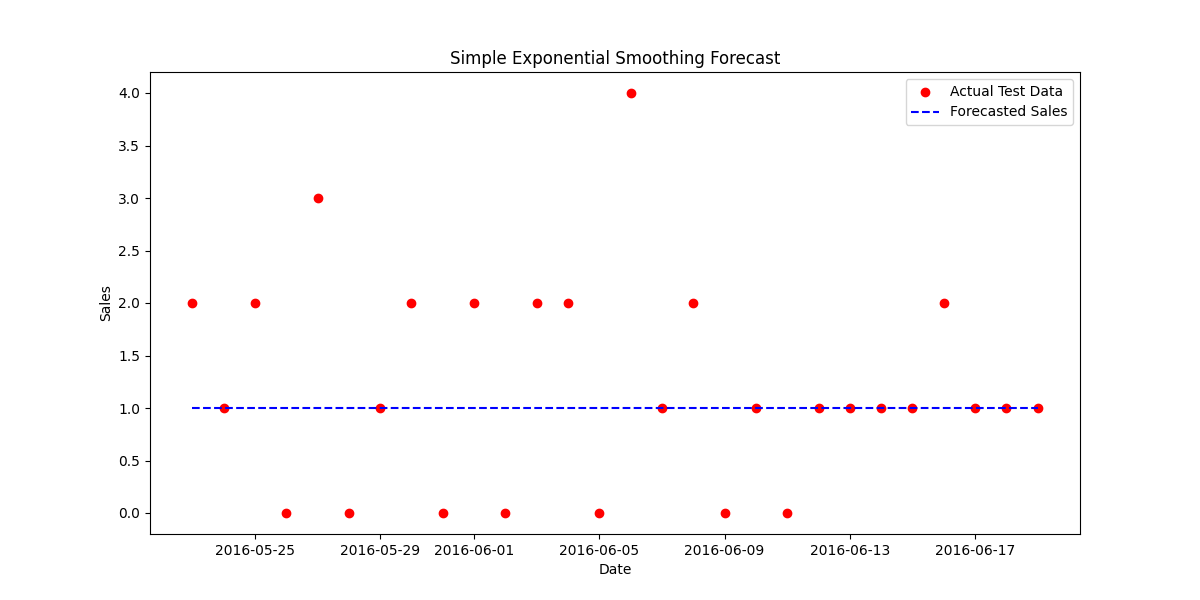 Simple Exponential Smoothing Forecast
Actual Test Data
Forecasted Sales
4.0
3.5
3.0
2.5
2.0
1.5
1.0
0.5
0.0
Sales
2016-05-25 2016-05-29 2016-06-01 2016-06-05 2016-06-09 2016-06-13 2016-06-17
Date